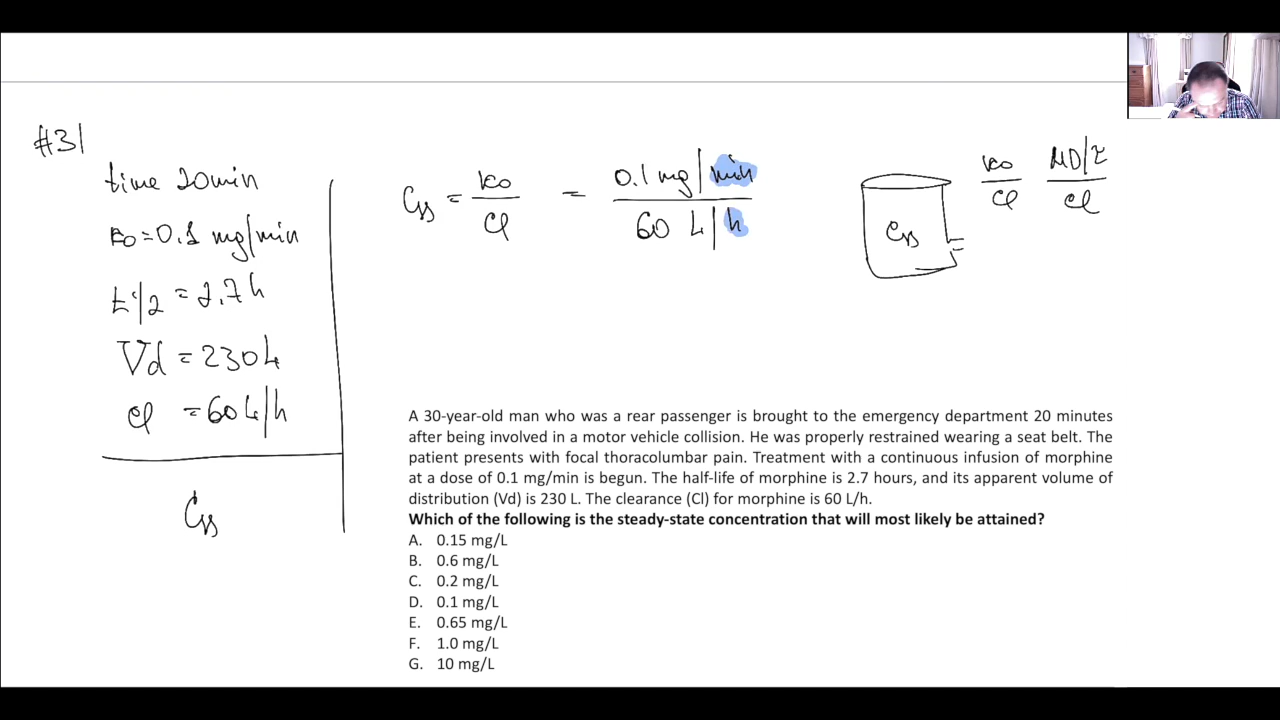 #31
time 20min
k₀=0.1 mg/min
t½ = 2.7h
Vd = 230L
Cl = 60 L/h
Css
Css = k₀/Cl = 0.1 mg/min / 60 L/h
Css
k₀/Cl MD/τ/Cl
A 30-year-old man who was a rear passenger is brought to the emergency department 20 minutes
after being involved in a motor vehicle collision. He was properly restrained wearing a seat belt. The
patient presents with focal thoracolumbar pain. Treatment with a continuous infusion of morphine
at a dose of 0.1 mg/min is begun. The half-life of morphine is 2.7 hours, and its apparent volume of
distribution (Vd) is 230 L. The clearance (Cl) for morphine is 60 L/h.
Which of the following is the steady-state concentration that will most likely be attained?
A. 0.15 mg/L
B. 0.6 mg/L
C. 0.2 mg/L
D. 0.1 mg/L
E. 0.65 mg/L
F. 1.0 mg/L
G. 10 mg/L